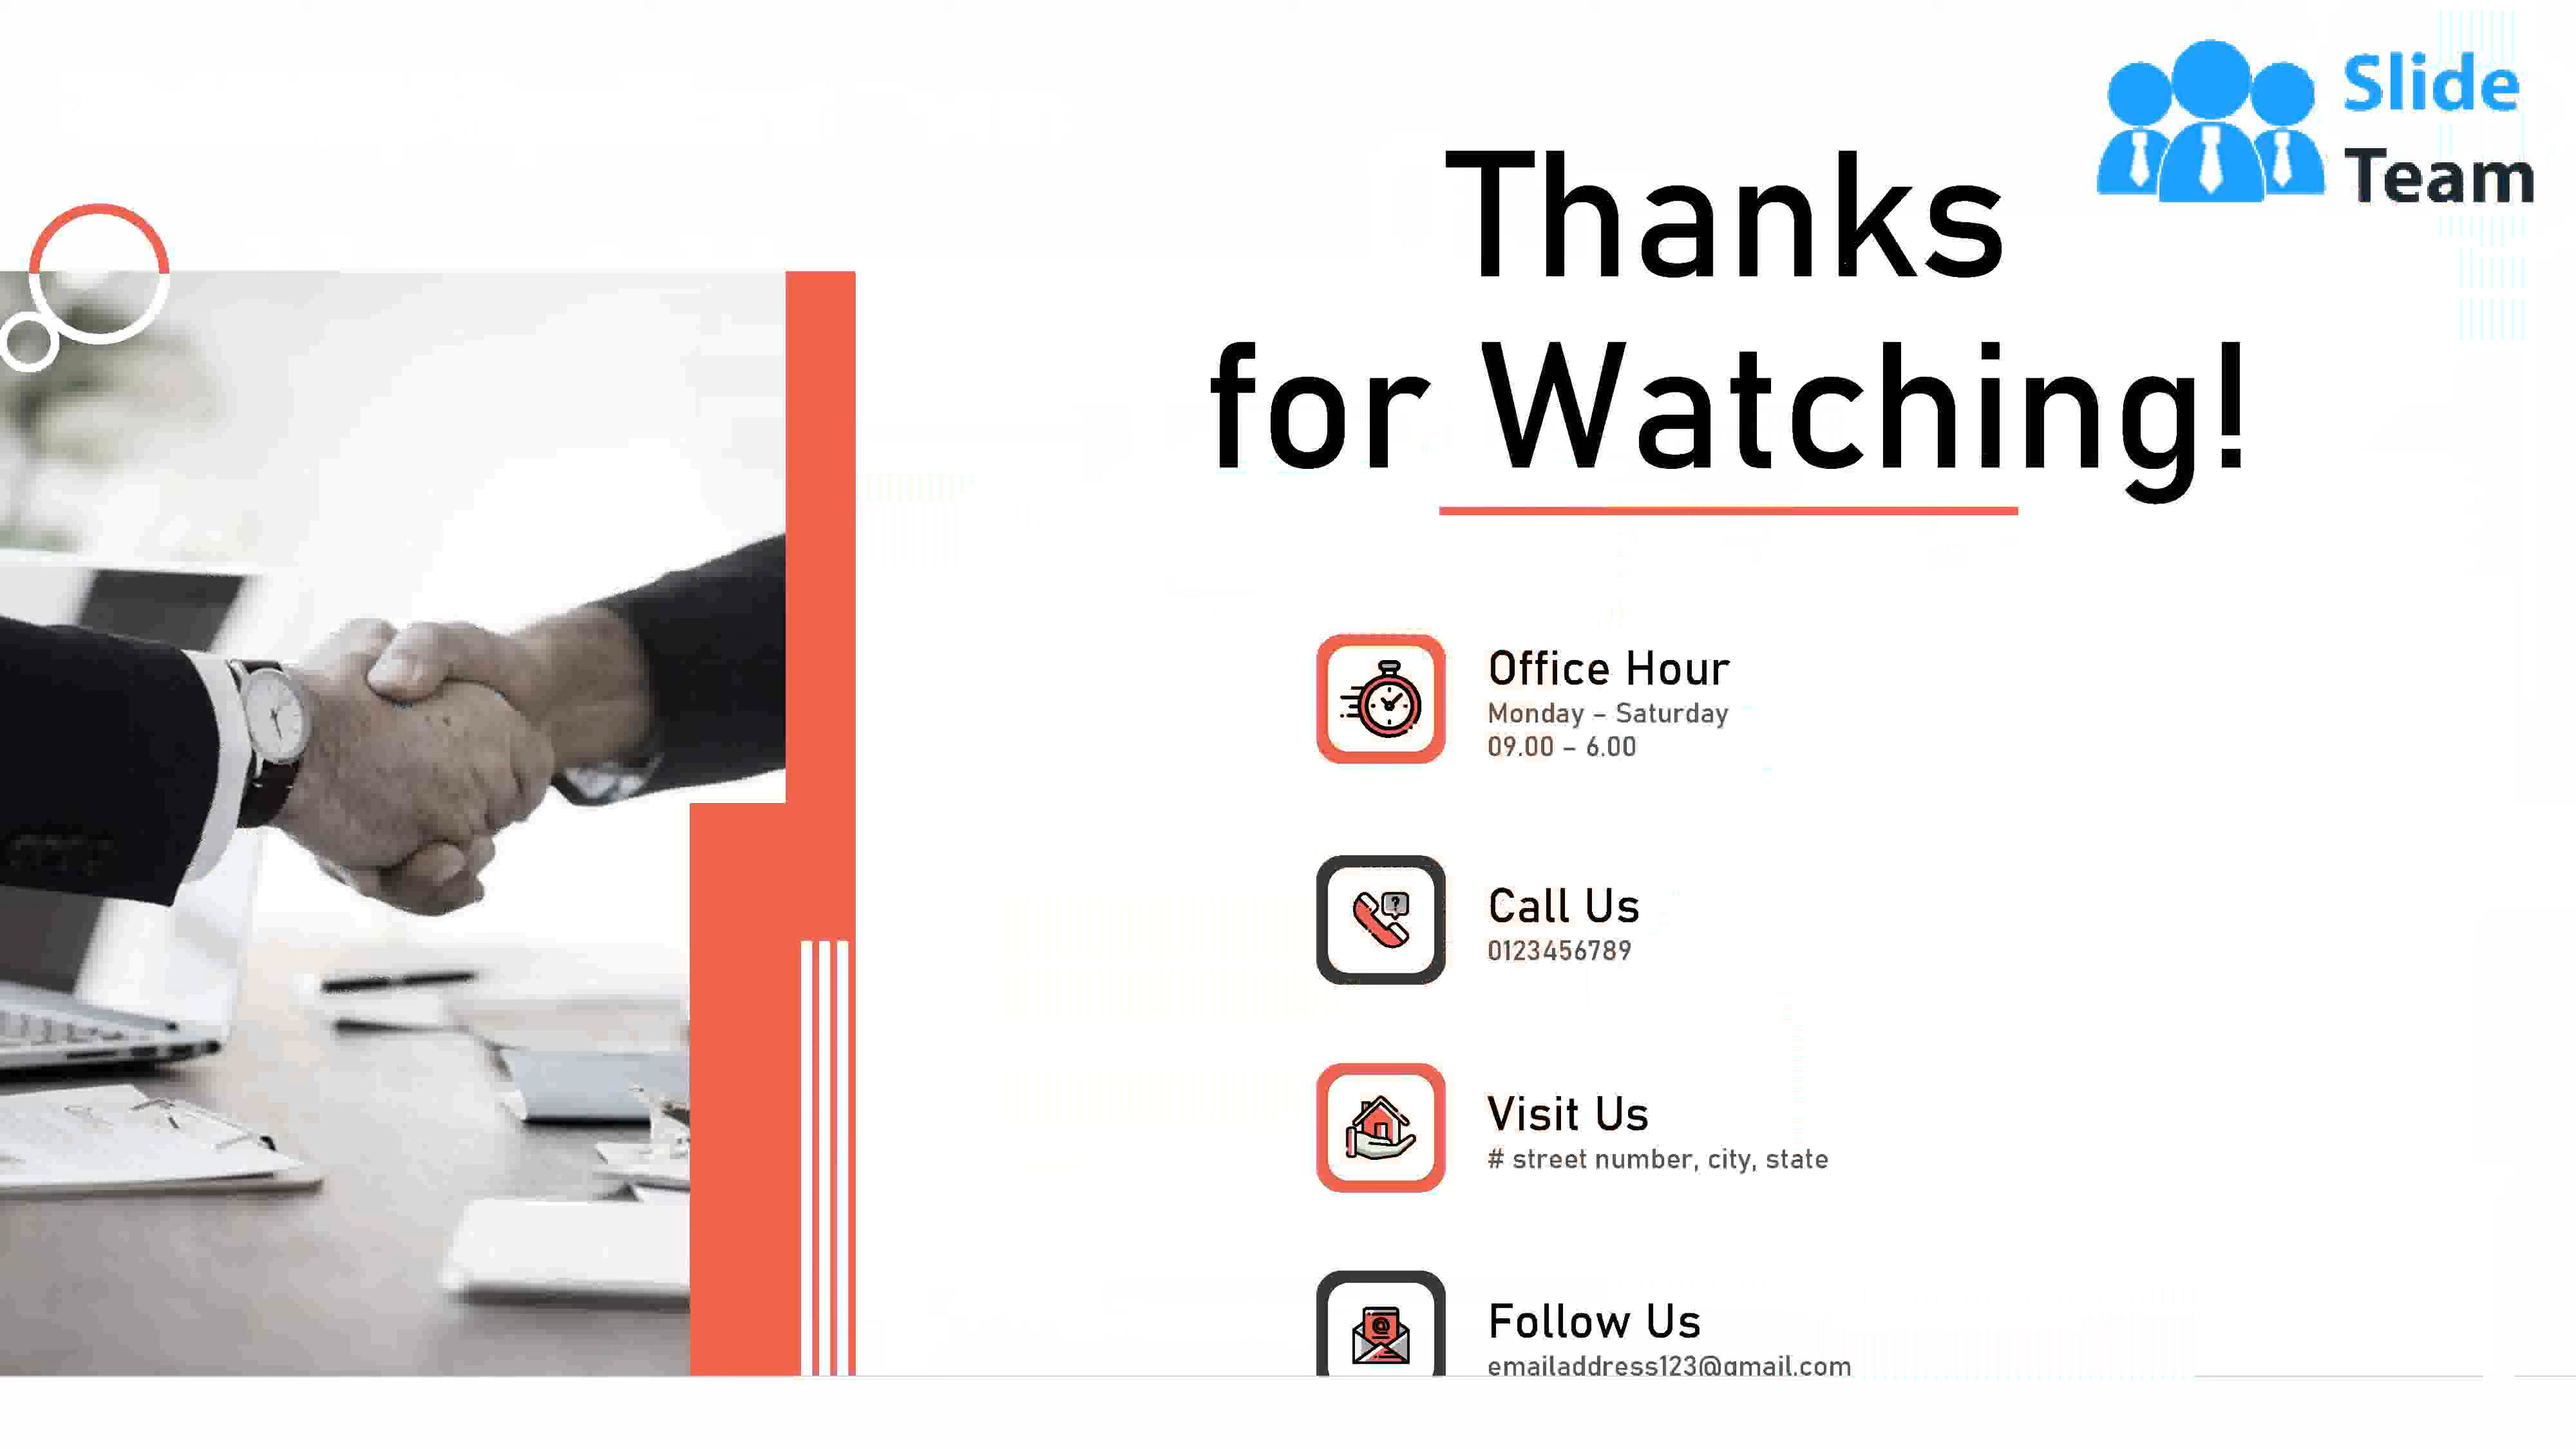 Slide
Team
Thanks
for Watching!
Office Hour
Monday – Saturday
09.00 – 6.00
Call Us
0123456789
Visit Us
# street number, city, state
Follow Us
emailaddress123@gmail.com